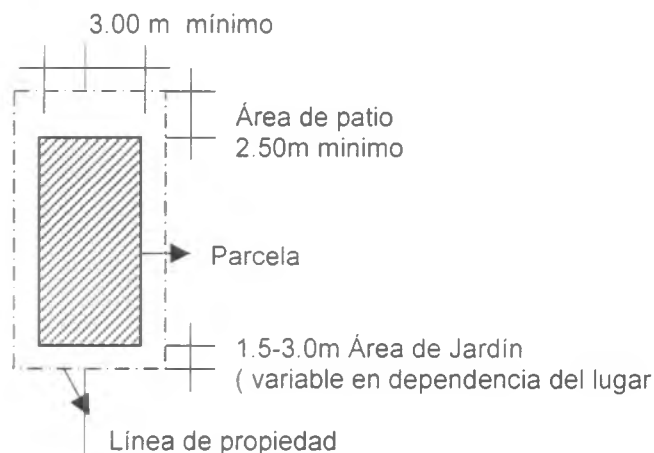 3.00 m mínimo
Área de patio
2.50m minimo
Parcela
1.5-3.0m Área de Jardín
( variable en dependencia del lugar
Línea de propiedad